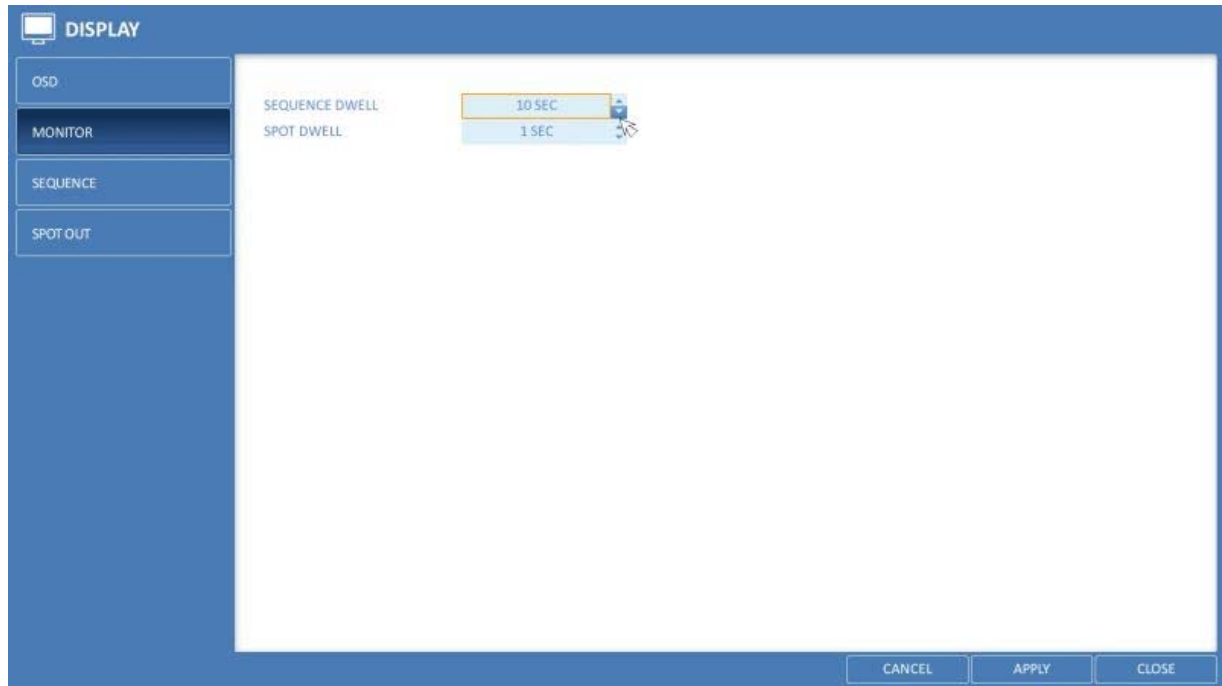 DISPLAY
OSD
MONITOR
SEQUENCE
SPOT OUT
SEQUENCE DWELL 10 SEC
SPOT DWELL 1 SEC
CANCEL APPLY CLOSE